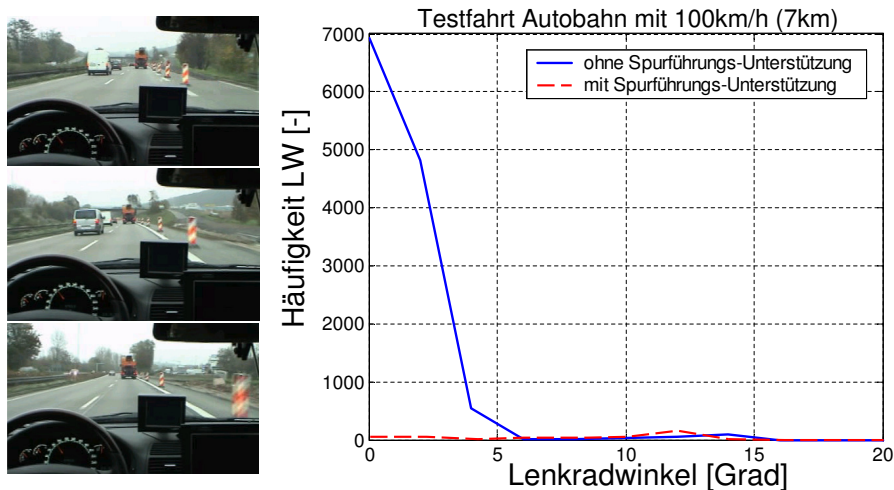 Testfahrt Autobahn mit 100km/h (7km)
ohne Spurführungs-Unterstützung
mit Spurführungs-Unterstützung
Häufigkeit LW [-]
7000
6000
5000
4000
3000
2000
1000
0
0 5 10 15 20
Lenkradwinkel [Grad]